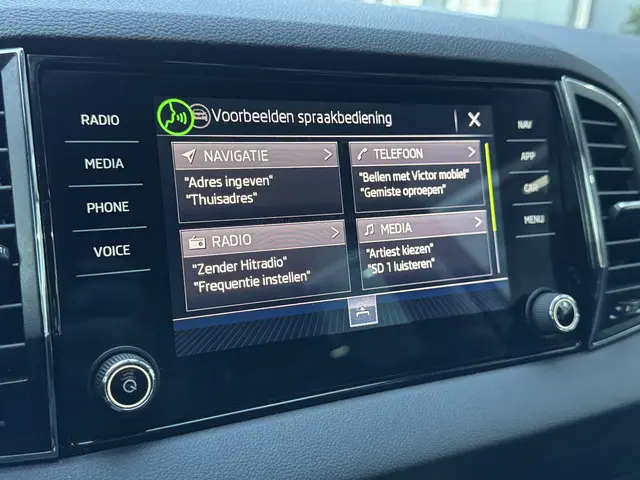 RADIO
MEDIA
PHONE
VOICE
Voorbeelden spraakbediening
NAVIGATIE
"Adres ingeven"
"Thuisadres"
TELEFOON
"Bellen met Victor mobiel"
"Gemiste oproepen"
RADIO
"Zender Hitradio"
"Frequentie instellen"
MEDIA
"Artiest kiezen"
"SD 1 luisteren"
NAV
APP
CAR
MENU